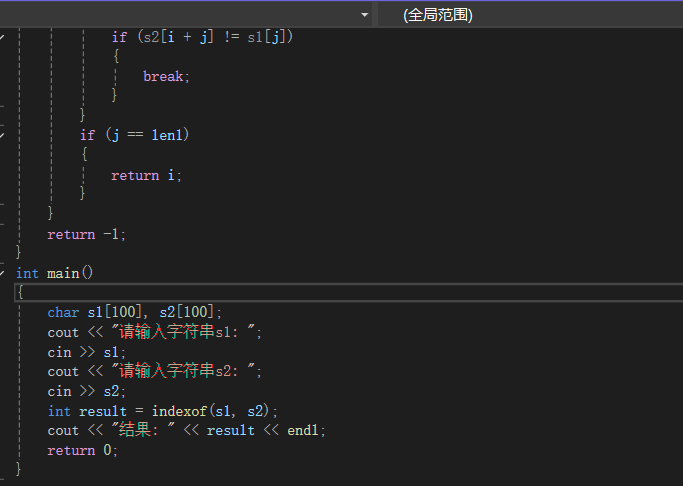 (全局范围)
if (s2[i + j] != s1[j])
{
break;
}
}
if (j == len1)
{
return i;
}
}
return -1;
}
int main()
{
char s1[100], s2[100];
cout << "请输入字符串s1: ";
cin >> s1;
cout << "请输入字符串s2: ";
cin >> s2;
int result = indexof(s1, s2);
cout << "结果: " << result << endl;
return 0;
}